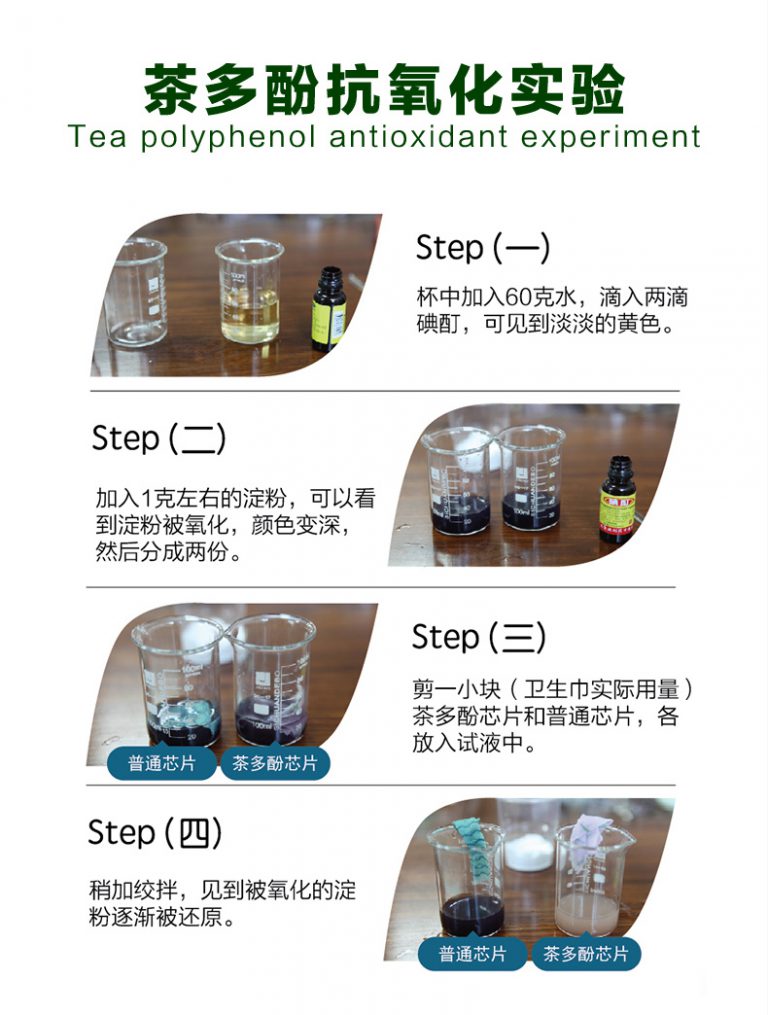 茶多酚抗氧化实验
Tea polyphenol antioxidant experiment
Step (一)
杯中加入60克水，滴入两滴
碘酊，可见到淡淡的黄色。
Step (二)
加入1克左右的淀粉，可以看
到淀粉被氧化，颜色变深，
然后分成两份。
Step (三)
剪一小块（卫生巾实际用量）
茶多酚芯片和普通芯片，各
放入试液中。
普通芯片
茶多酚芯片
Step (四)
稍加绞拌，见到被氧化的淀
粉逐渐被还原。
普通芯片
茶多酚芯片